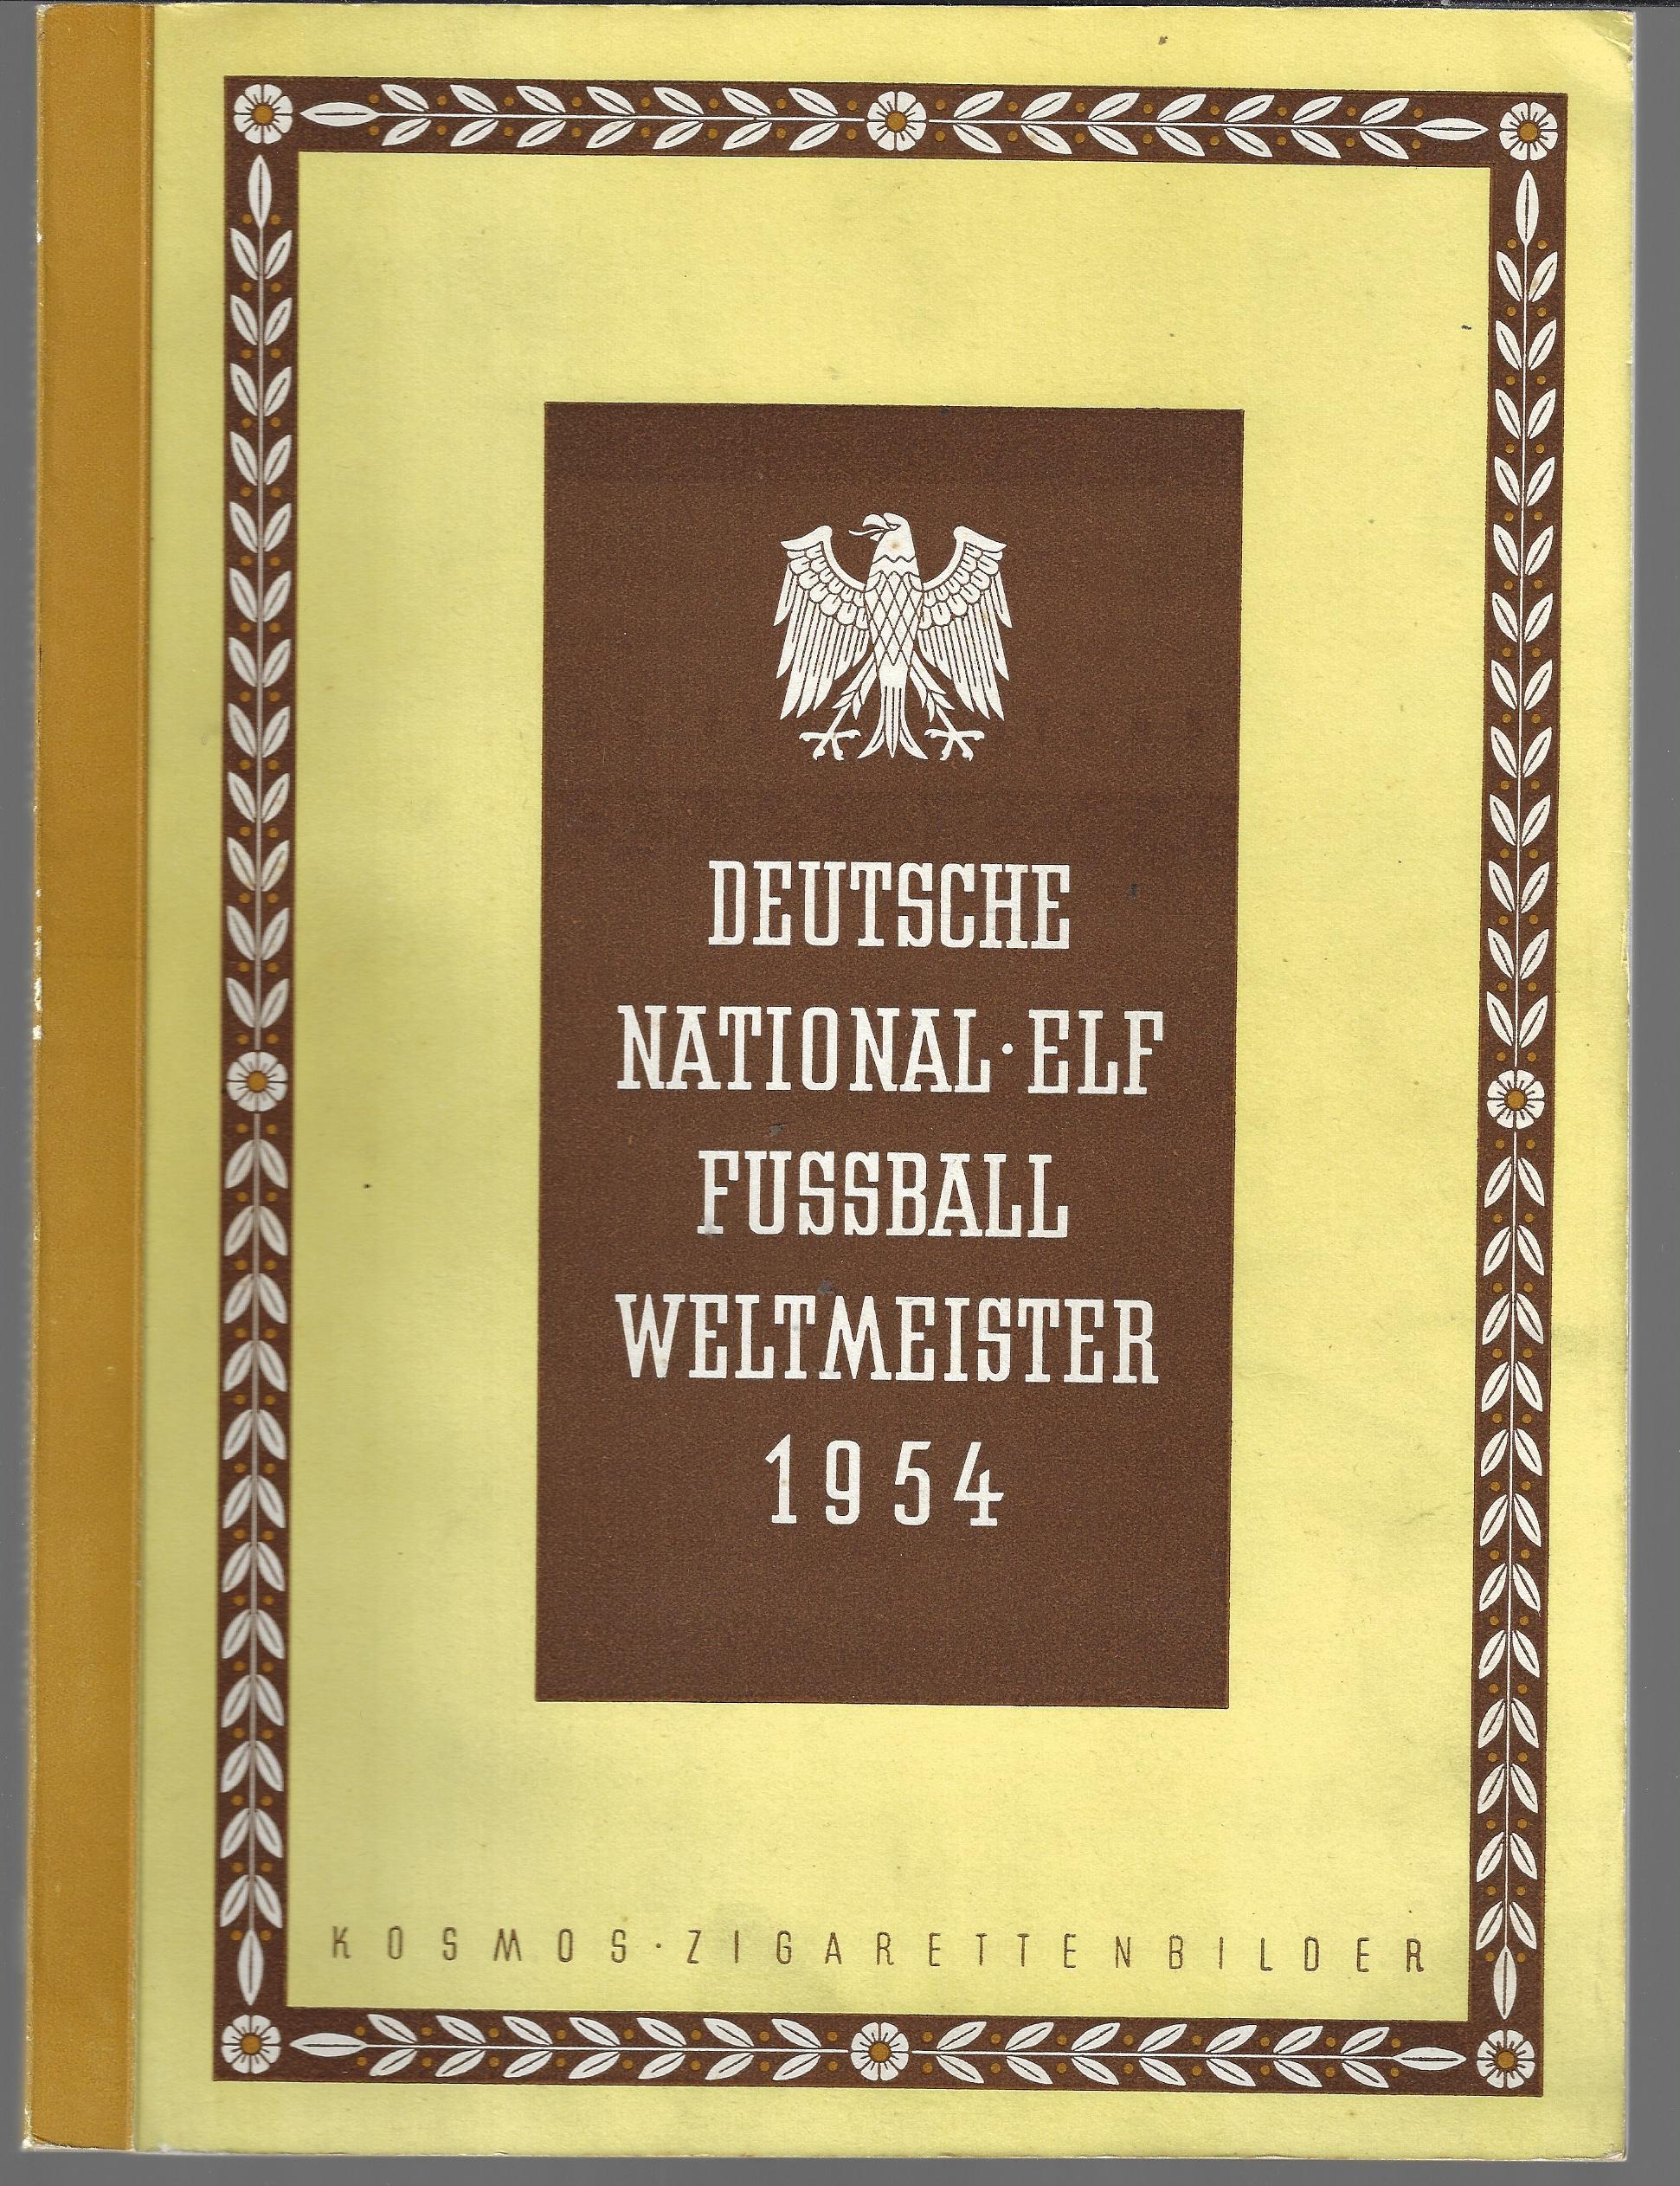 DEUTSCHE
NATIONAL·ELF
FUSSBALL
WELTMEISTER
1954
KOSMOS·ZIGARETTENBILDER